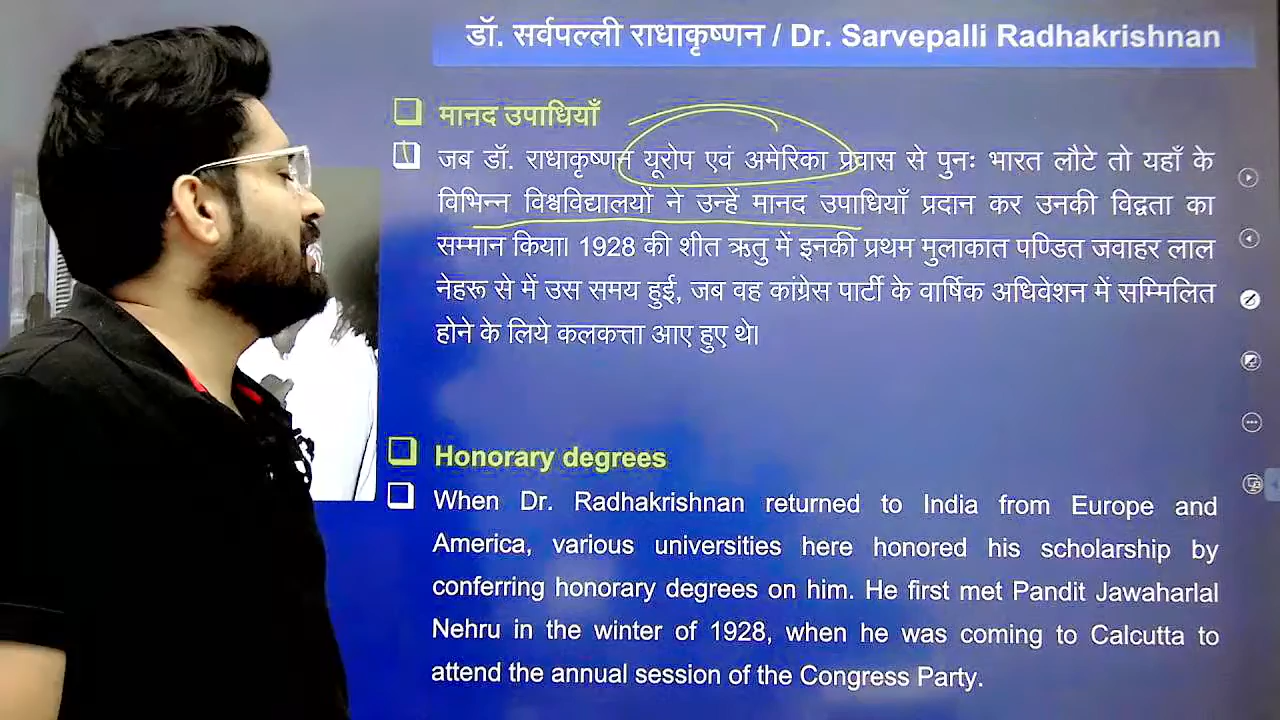 डॉ. सर्वपल्ली राधाकृष्णन / Dr. Sarvepalli Radhakrishnan
मानद उपाधियाँ
जब डॉ. राधाकृष्णन यूरोप एवं अमेरिका प्रवास से पुनः भारत लौटे तो यहाँ के
विभिन्न विश्वविद्यालयों ने उन्हें मानद उपाधियाँ प्रदान कर उनकी विद्वता का
सम्मान किया। 1928 की शीत ऋतु में इनकी प्रथम मुलाकात पण्डित जवाहर लाल
नेहरू से में उस समय हुई, जब वह कांग्रेस पार्टी के वार्षिक अधिवेशन में सम्मिलित
होने के लिये कलकत्ता आए हुए थे।
Honorary degrees
When Dr. Radhakrishnan returned to India from Europe and
America, various universities here honored his scholarship by
conferring honorary degrees on him. He first met Pandit Jawaharlal
Nehru in the winter of 1928, when he was coming to Calcutta to
attend the annual session of the Congress Party.